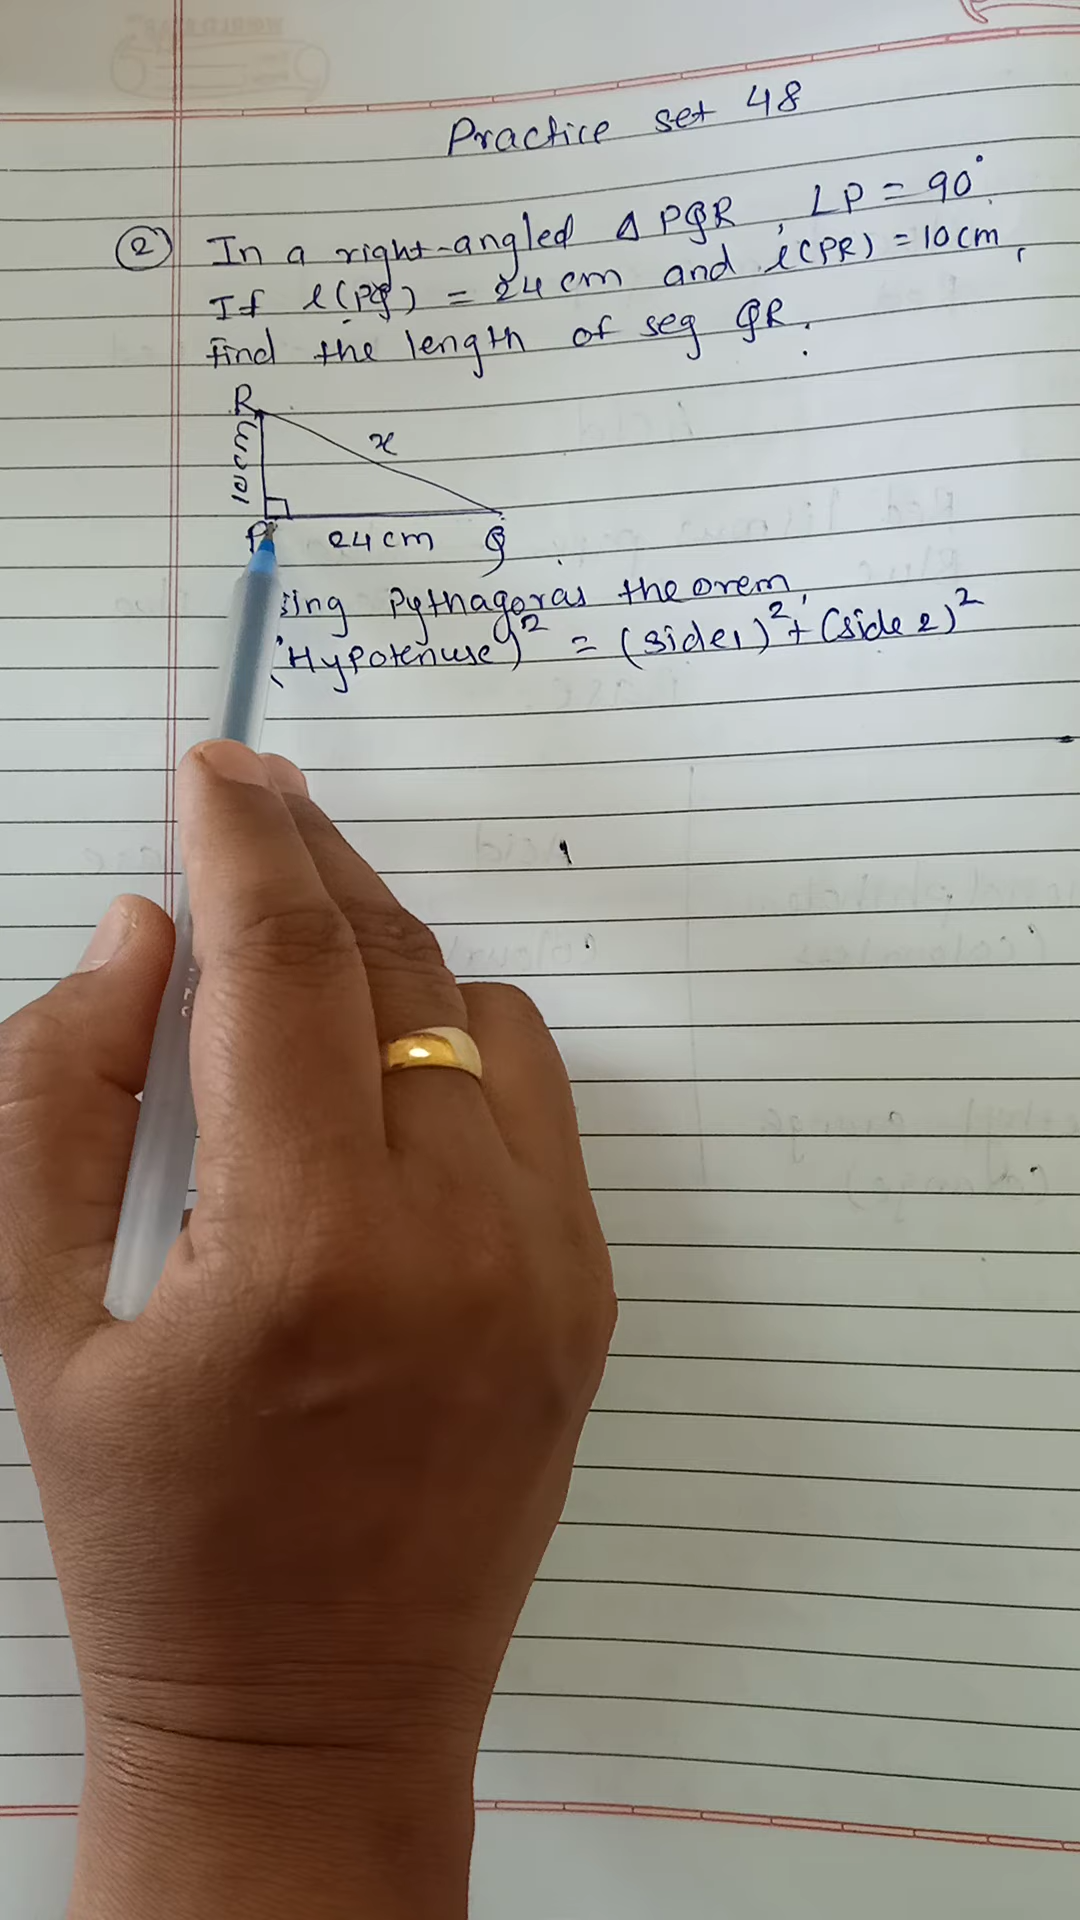 Practice set 48
② In a right-angled Δ PQR, ∠P = 90°.
If l(PQ) = 24 cm and l(PR) = 10 cm,
find the length of seg QR.
R
10 cm
x
P 24 cm Q
sing Pythagoras theorem,
(Hypotenuse)² = (side1)² + (side 2)²